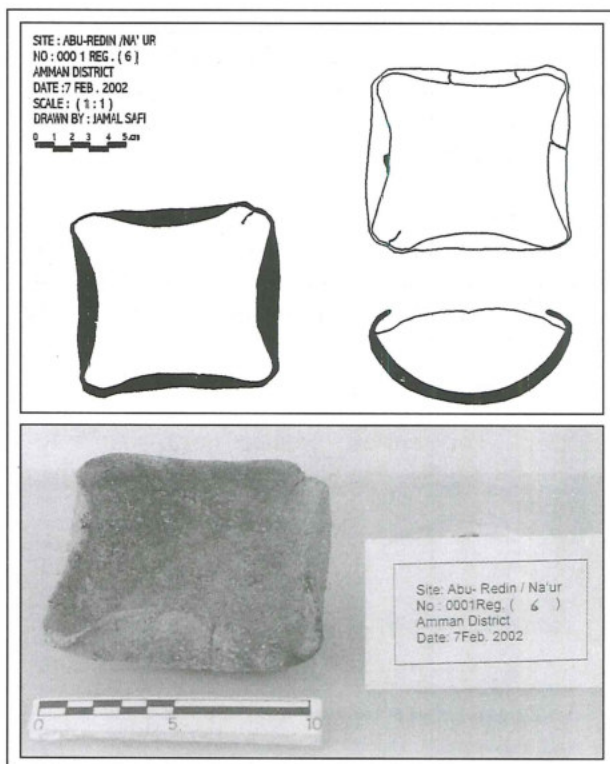 SITE : ABU-REDIN /NA' UR
NO : 000 1 REG . ( 6 )
AMMAN DISTRICT
DATE :7 FEB . 2002
SCALE : ( 1 : 1 )
DRAWN BY : JAMAL SAFI
0 1 2 3 4 5.cm
Site: Abu- Redin / Na'ur
No : 0001Reg. ( 6 )
Amman District
Date: 7Feb. 2002
0 5 10